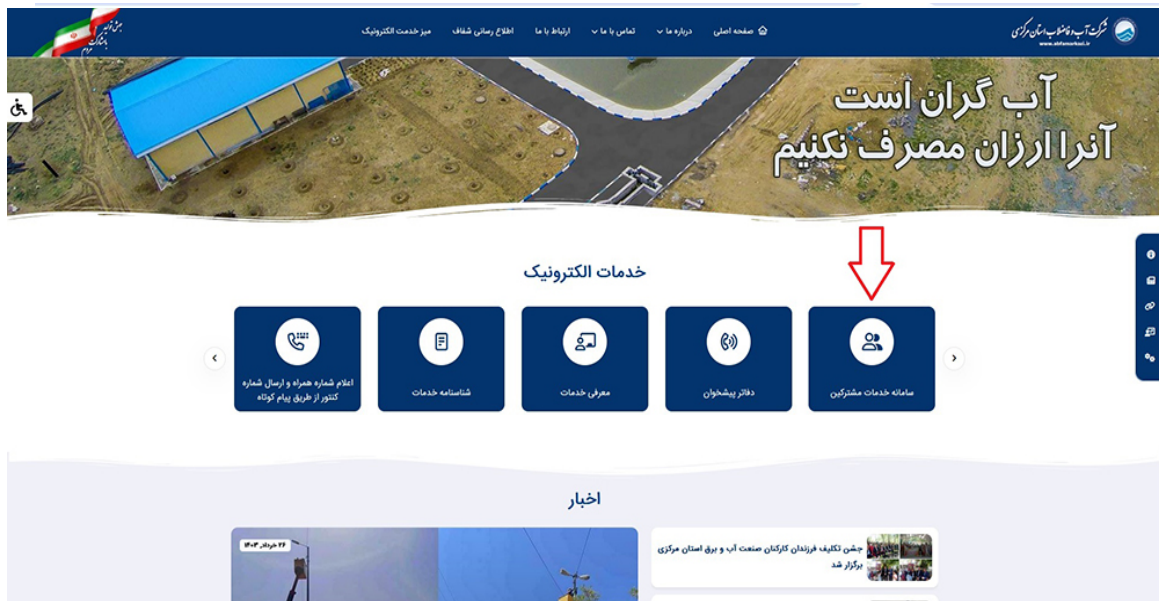 شرکت آب و فاضلاب استان مرکزی
www.abfamarkazi.ir
صفحه اصلی
درباره ما
تماس با ما
ارتباط با ما
اطلاع رسانی شفاف
میز خدمت الکترونیک
آب گران است
آنرا ارزان مصرف نکنیم
خدمات الکترونیک
سامانه خدمات مشترکین
دفاتر پیشخوان
معرفی خدمات
شناسنامه خدمات
اعلام شماره همراه و ارسال شماره
کنتور از طریق پیام کوتاه
اخبار
جشن تکلیف فرزندان کارکنان صنعت آب و برق استان مرکزی
برگزار شد
۲۶ خرداد, ۱۴۰۳